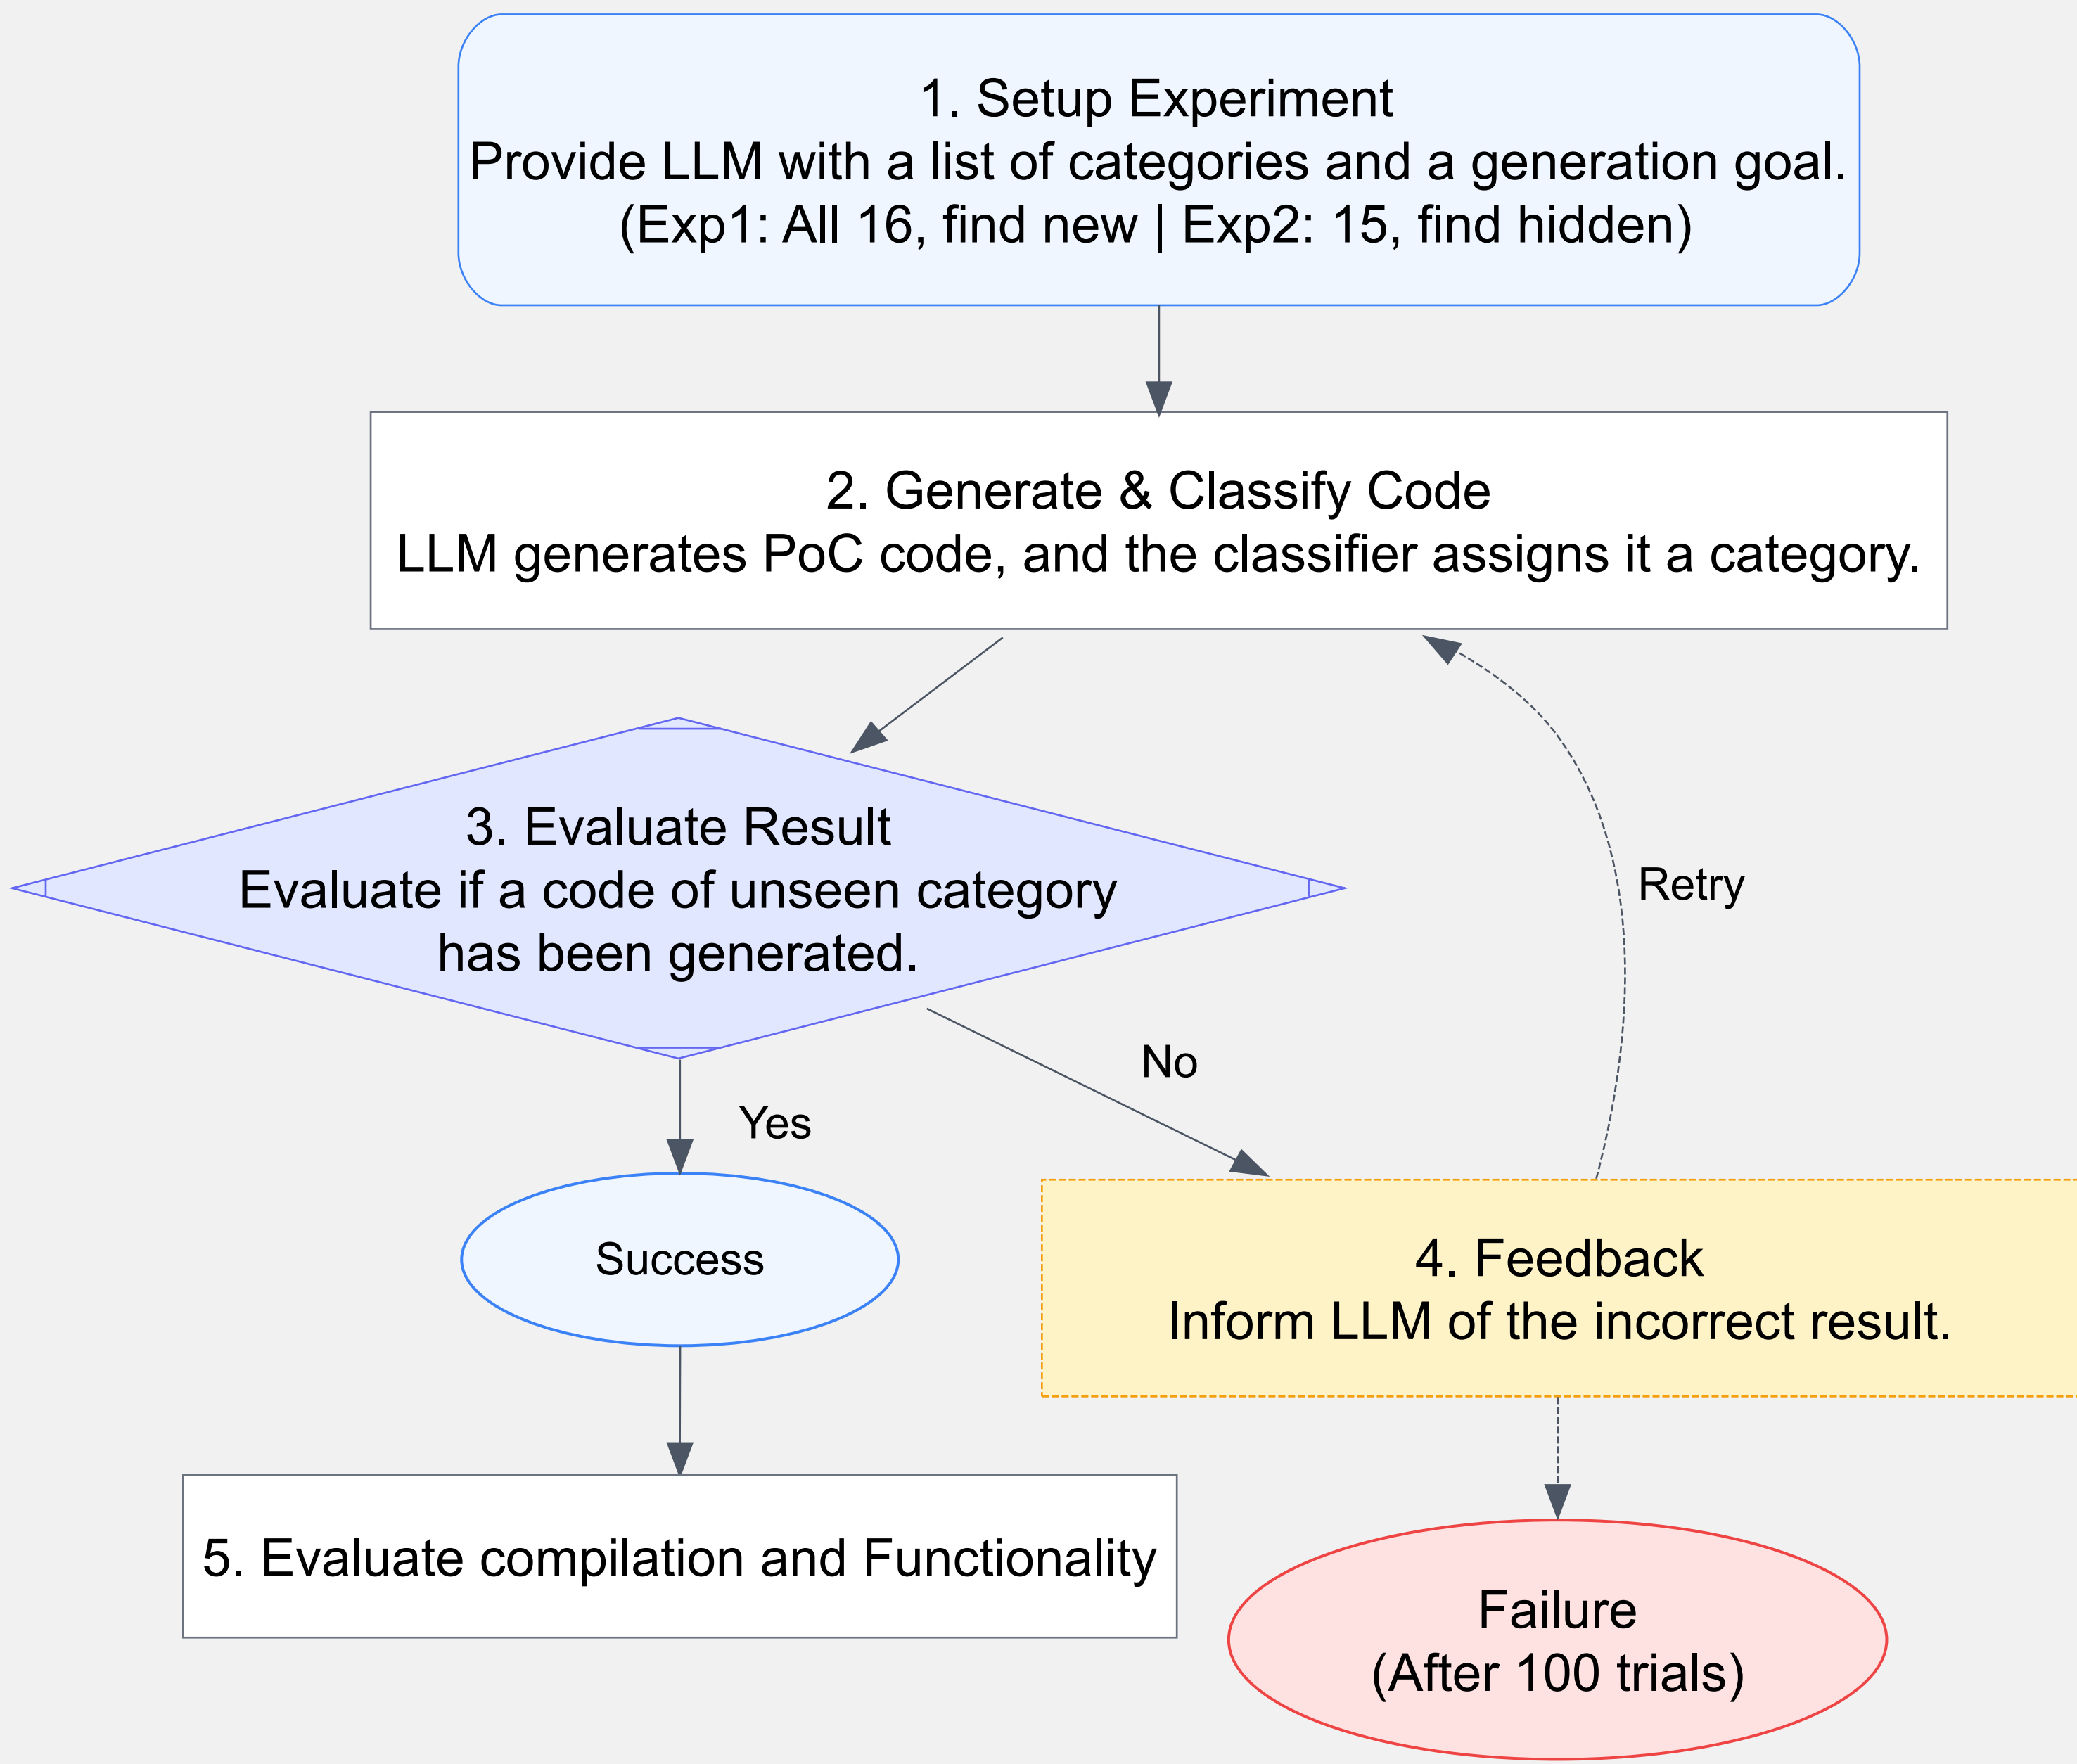 1. Setup Experiment
Provide LLM with a list of categories and a generation goal.
(Exp1: All 16, find new | Exp2: 15, find hidden)
2. Generate & Classify Code
LLM generates PoC code, and the classifier assigns it a category.
3. Evaluate Result
Evaluate if a code of unseen category
has been generated.
Retry
No
Yes
Success
4. Feedback
Inform LLM of the incorrect result.
5. Evaluate compilation and Functionality
Failure
(After 100 trials)